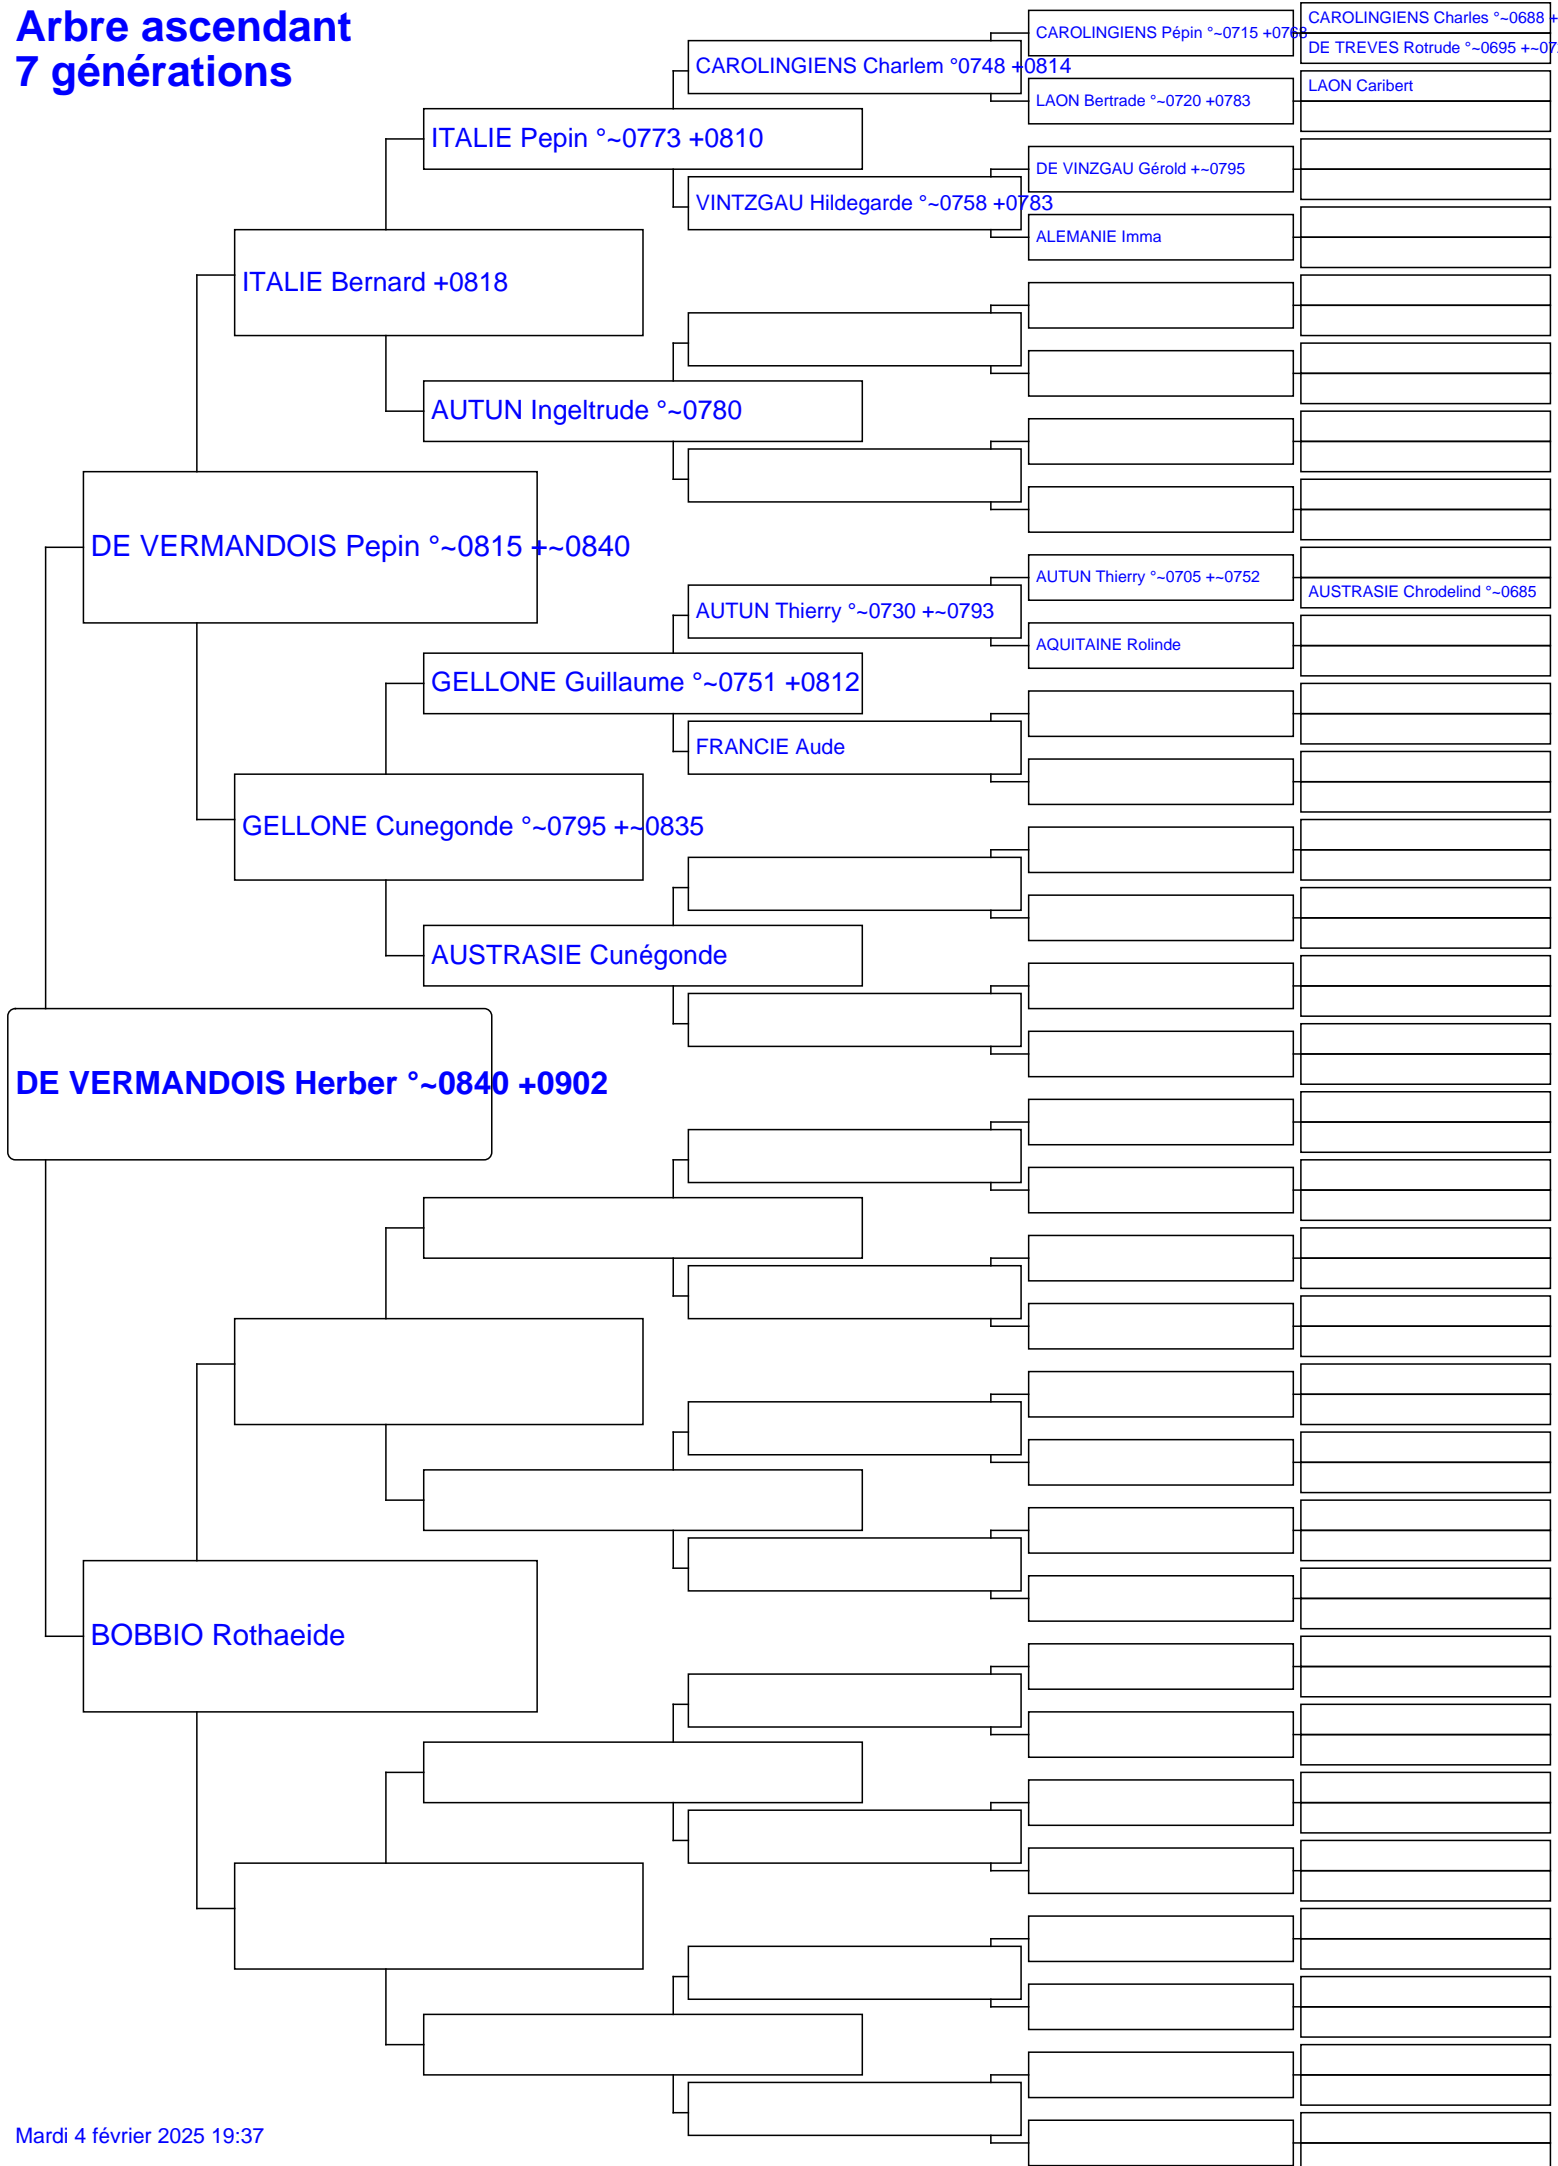 Arbre ascendant
7 générations
CAROLINGIENS Charles °~0688 +
CAROLINGIENS Pépin °~0715 +0768
DE TREVES Rotrude °~0695 +~07
CAROLINGIENS Charlem °0748 +0814
LAON Caribert
LAON Bertrade °~0720 +0783
ITALIE Pepin °~0773 +0810
DE VINZGAU Gérold +~0795
VINTZGAU Hildegarde °~0758 +0783
ALEMANIE Imma
ITALIE Bernard +0818
AUTUN Ingeltrude °~0780
DE VERMANDOIS Pepin °~0815 +~0840
AUTUN Thierry °~0705 +~0752
AUSTRASIE Chrodelind °~0685
AUTUN Thierry °~0730 +~0793
AQUITAINE Rolinde
GELLONE Guillaume °~0751 +0812
FRANCIE Aude
GELLONE Cunegonde °~0795 +~0835
AUSTRASIE Cunégonde
DE VERMANDOIS Herber °~0840 +0902
BOBBIO Rothaeide
Mardi 4 février 2025 19:37